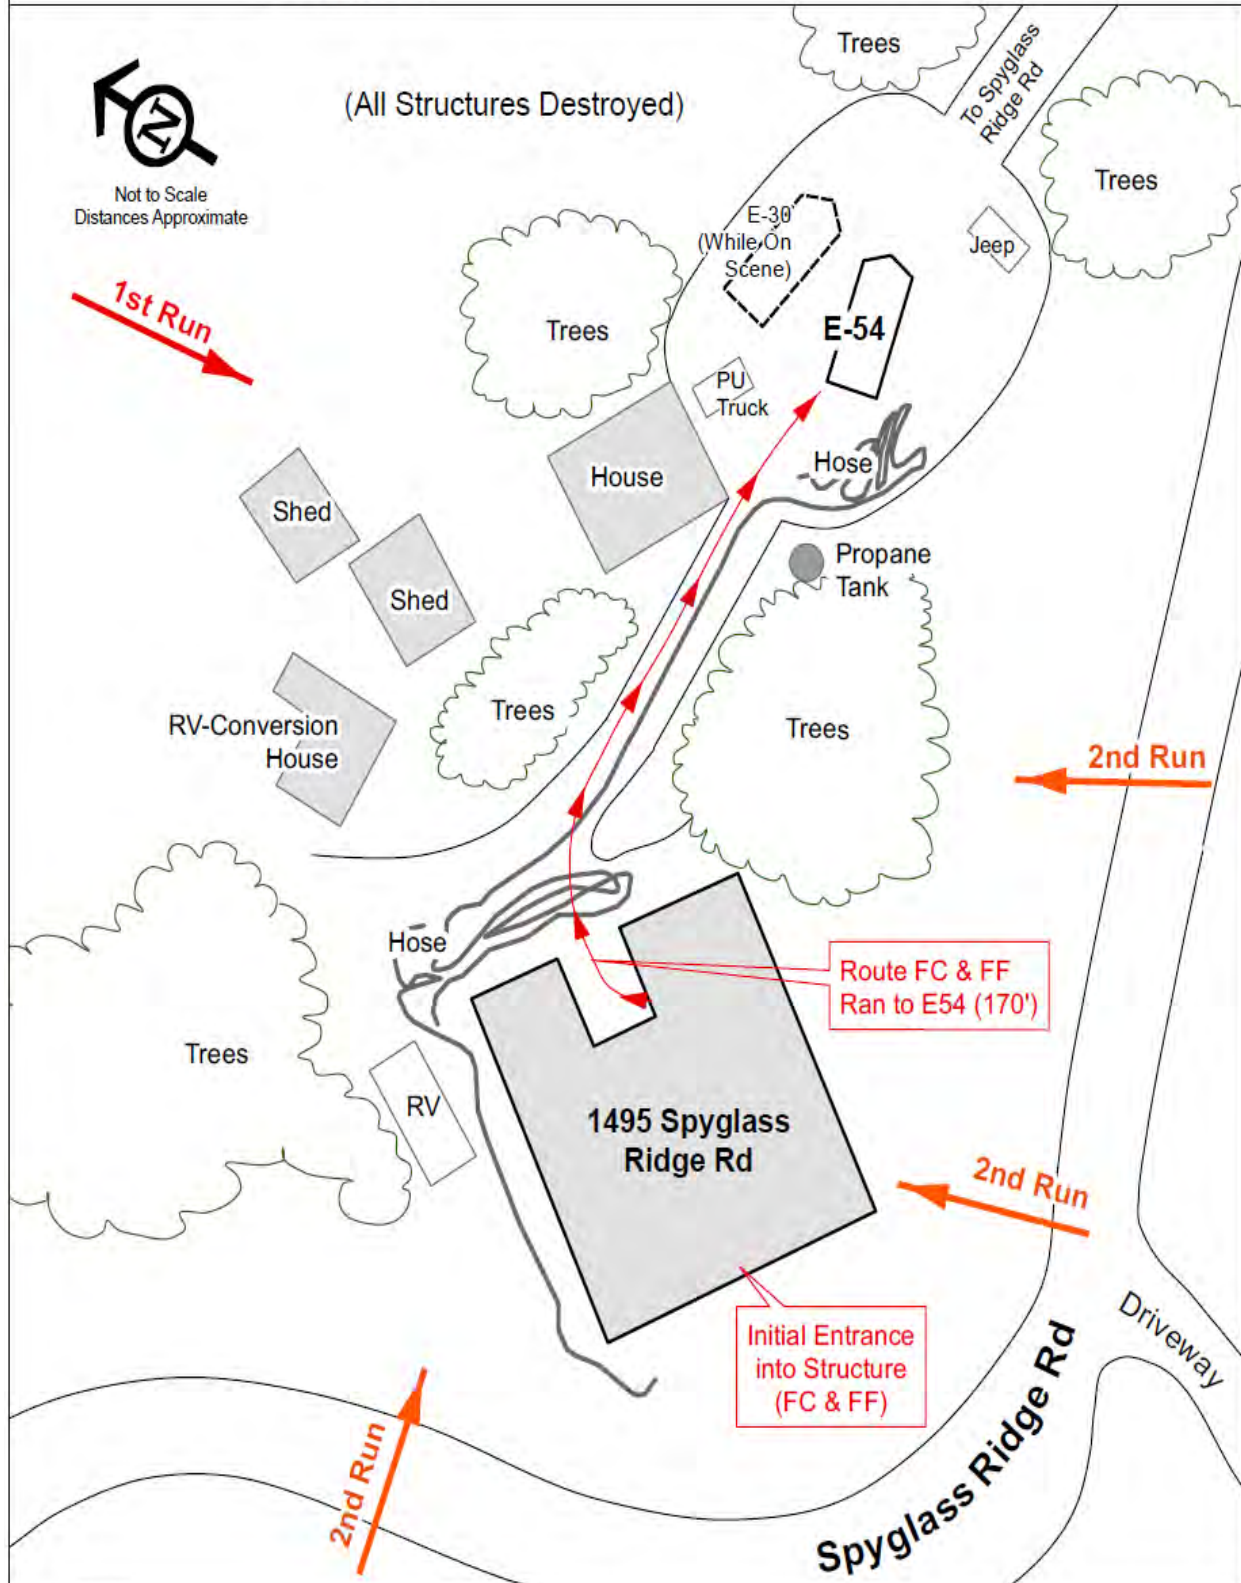 Trees
To Spyglass
Ridge Rd
(All Structures Destroyed)
N
Not to Scale
Distances Approximate
Trees
E-30
(While On
Scene)
Jeep
1st Run
Trees
E-54
PU
Truck
House
Hose
Shed
Propane
Tank
Shed
Trees
RV-Conversion
House
Trees
2nd Run
Hose
Route FC & FF
Ran to E54 (170')
Trees
RV
1495 Spyglass
Ridge Rd
2nd Run
Initial Entrance
into Structure
(FC & FF)
Driveway
2nd Run
Spyglass Ridge Rd